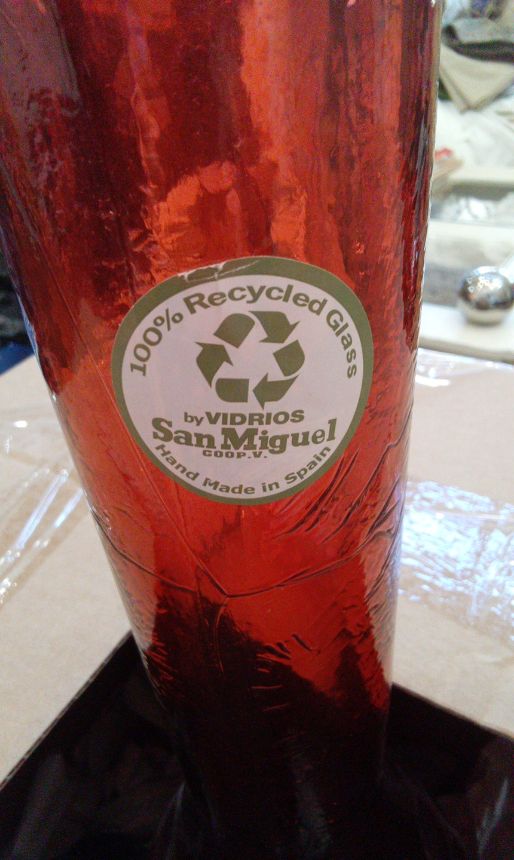 100% Recycled Glass
by VIDRIOS
San Miguel
COOP.V.
Hand Made in Spain